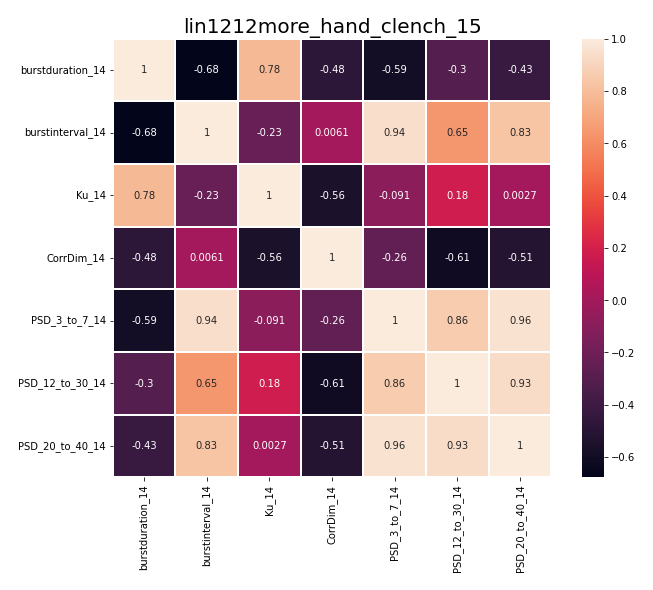 lin1212more_hand_clench_15
burstduration_14 1 -0.68 0.78 -0.48 -0.59 -0.3 -0.43
burstinterval_14 -0.68 1 -0.23 0.0061 0.94 0.65 0.83
Ku_14 0.78 -0.23 1 -0.56 -0.091 0.18 0.0027
CorrDim_14 -0.48 0.0061 -0.56 1 -0.26 -0.61 -0.51
PSD_3_to_7_14 -0.59 0.94 -0.091 -0.26 1 0.86 0.96
PSD_12_to_30_14 -0.3 0.65 0.18 -0.61 0.86 1 0.93
PSD_20_to_40_14 -0.43 0.83 0.0027 -0.51 0.96 0.93 1
burstduration_14
burstinterval_14
Ku_14
CorrDim_14
PSD_3_to_7_14
PSD_12_to_30_14
PSD_20_to_40_14
1.0
0.8
0.6
0.4
0.2
0.0
−0.2
−0.4
−0.6